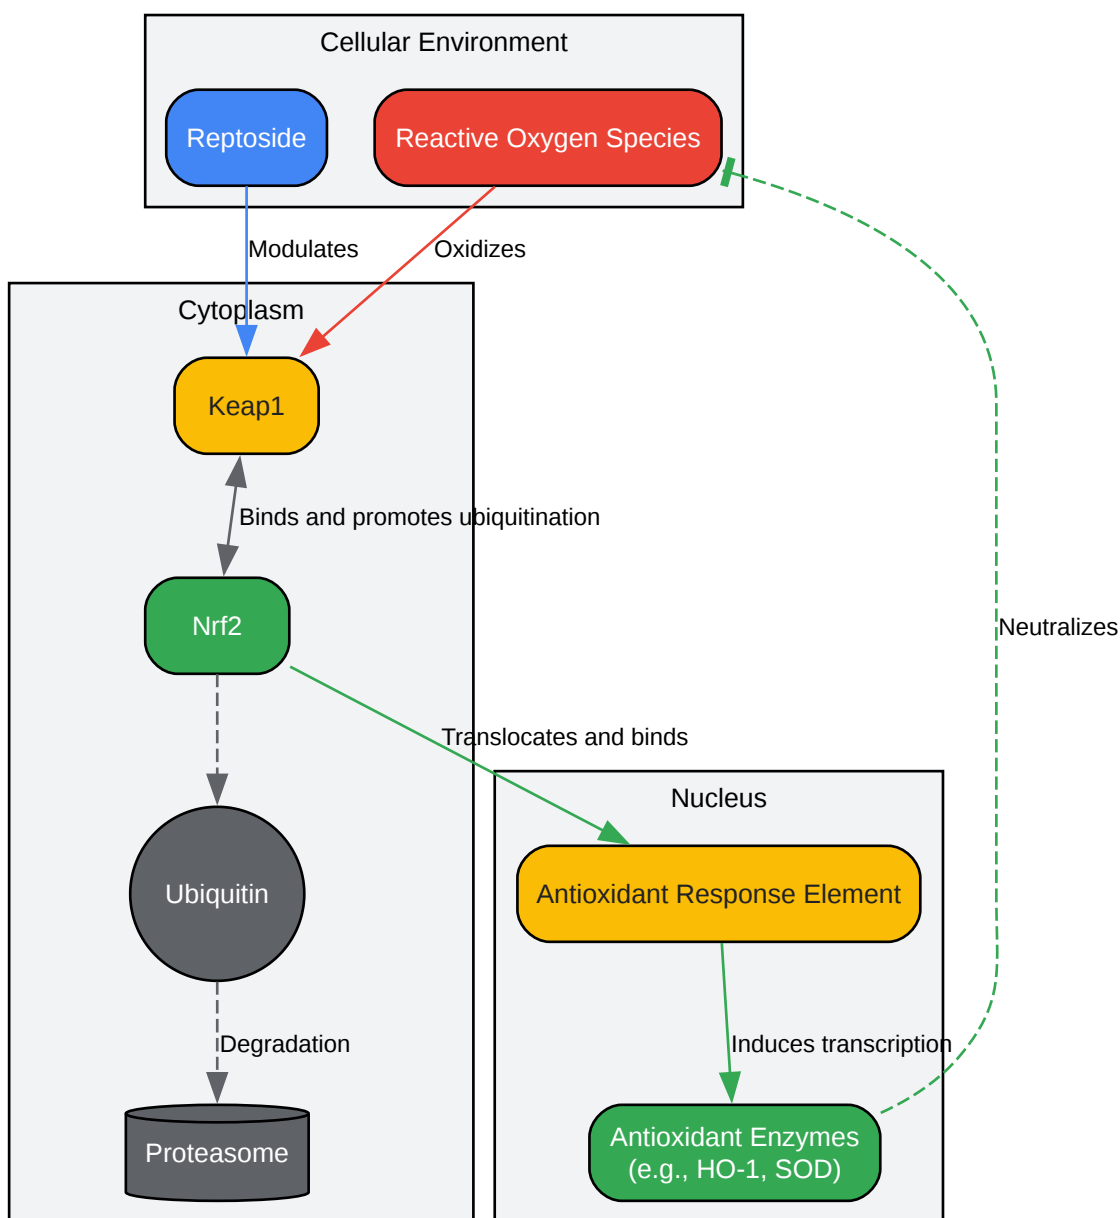 Cellular Environment
Reptoside
Reactive Oxygen Species
Modulates
Oxidizes
Cytoplasm
Keap1
Binds and promotes ubiquitination
Nrf2
Neutralizes
Translocates and binds
Nucleus
Ubiquitin
Antioxidant Response Element
Degradation
Induces transcription
Proteasome
Antioxidant Enzymes
(e.g., HO-1, SOD)